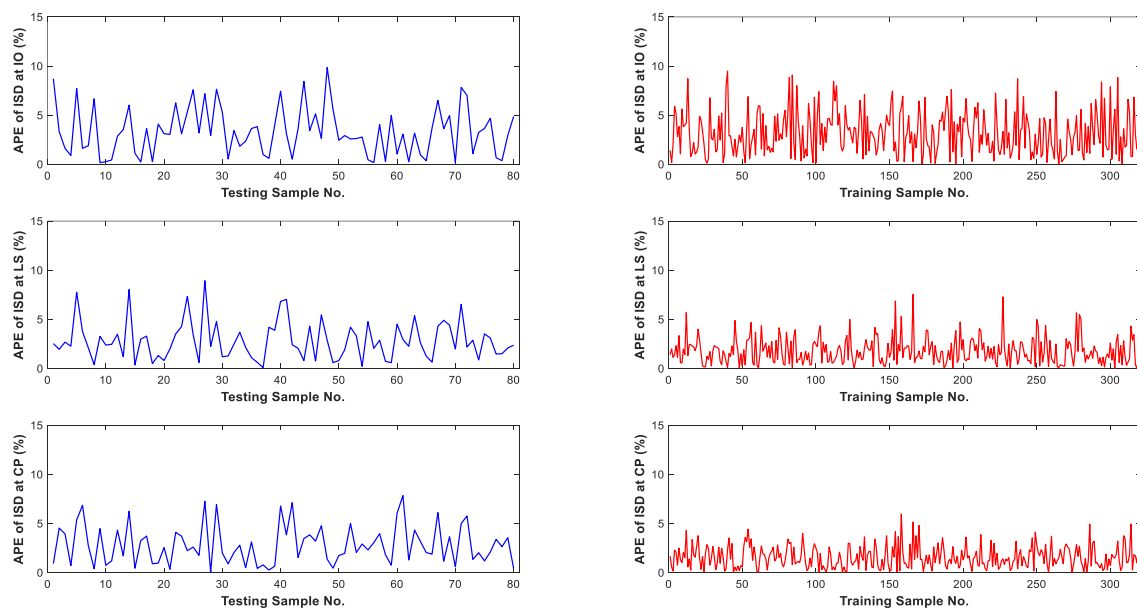 APE of ISD at IO (%)
15
10
5
0
0 10 20 30 40 50 60 70 80
Testing Sample No.
APE of ISD at IO (%)
15
10
5
0
0 50 100 150 200 250 300
Training Sample No.
APE of ISD at LS (%)
15
10
5
0
0 10 20 30 40 50 60 70 80
Testing Sample No.
APE of ISD at LS (%)
15
10
5
0
0 50 100 150 200 250 300
Training Sample No.
APE of ISD at CP (%)
15
10
5
0
0 10 20 30 40 50 60 70 80
Testing Sample No.
APE of ISD at CP (%)
15
10
5
0
0 50 100 150 200 250 300
Training Sample No.